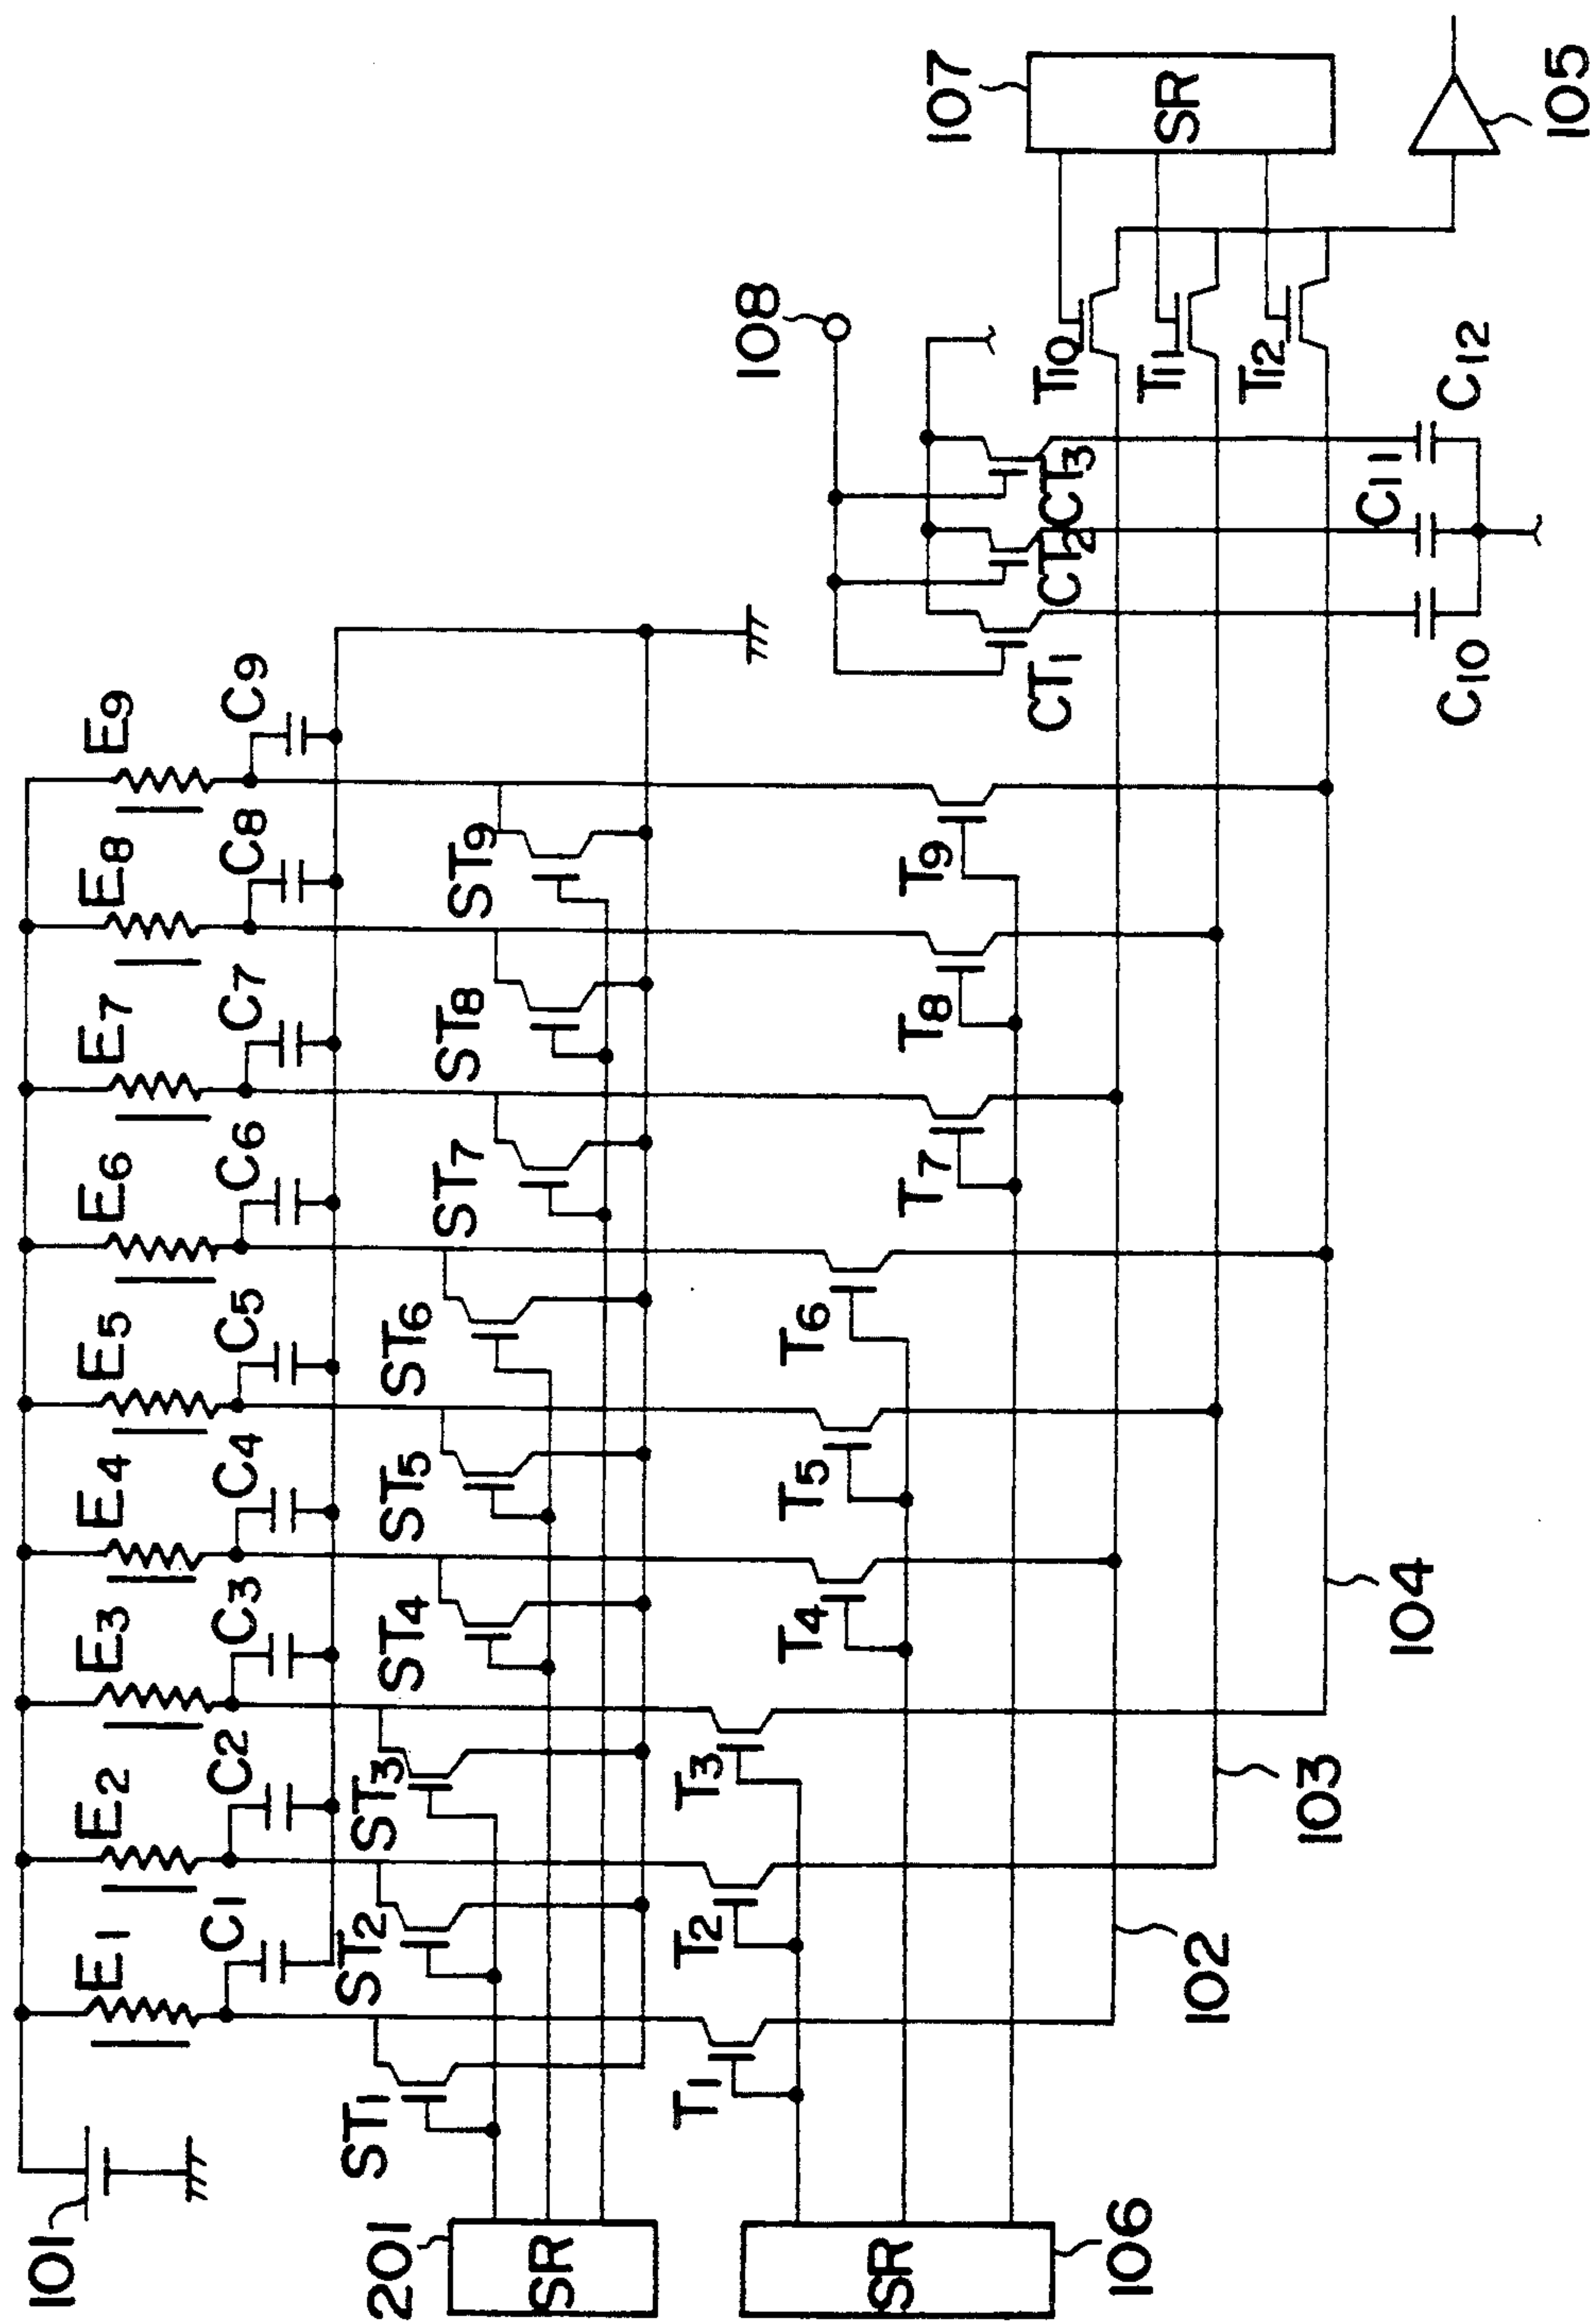 E1 E2 E3 E4 E5 E6 E7 E8 E9
101
C1 C2 C3 C4 C5 C6 C7 C8 C9
ST1 ST2 ST3 ST4 ST5 ST6 ST7 ST8 ST9
201
SR
T1 T2 T3 T4 T5 T6 T7 T8 T9
SR
106
108
107
SR
CT1 CT2 CT3
T10
T11
T12
102
103
104
C10 C11 C12
105